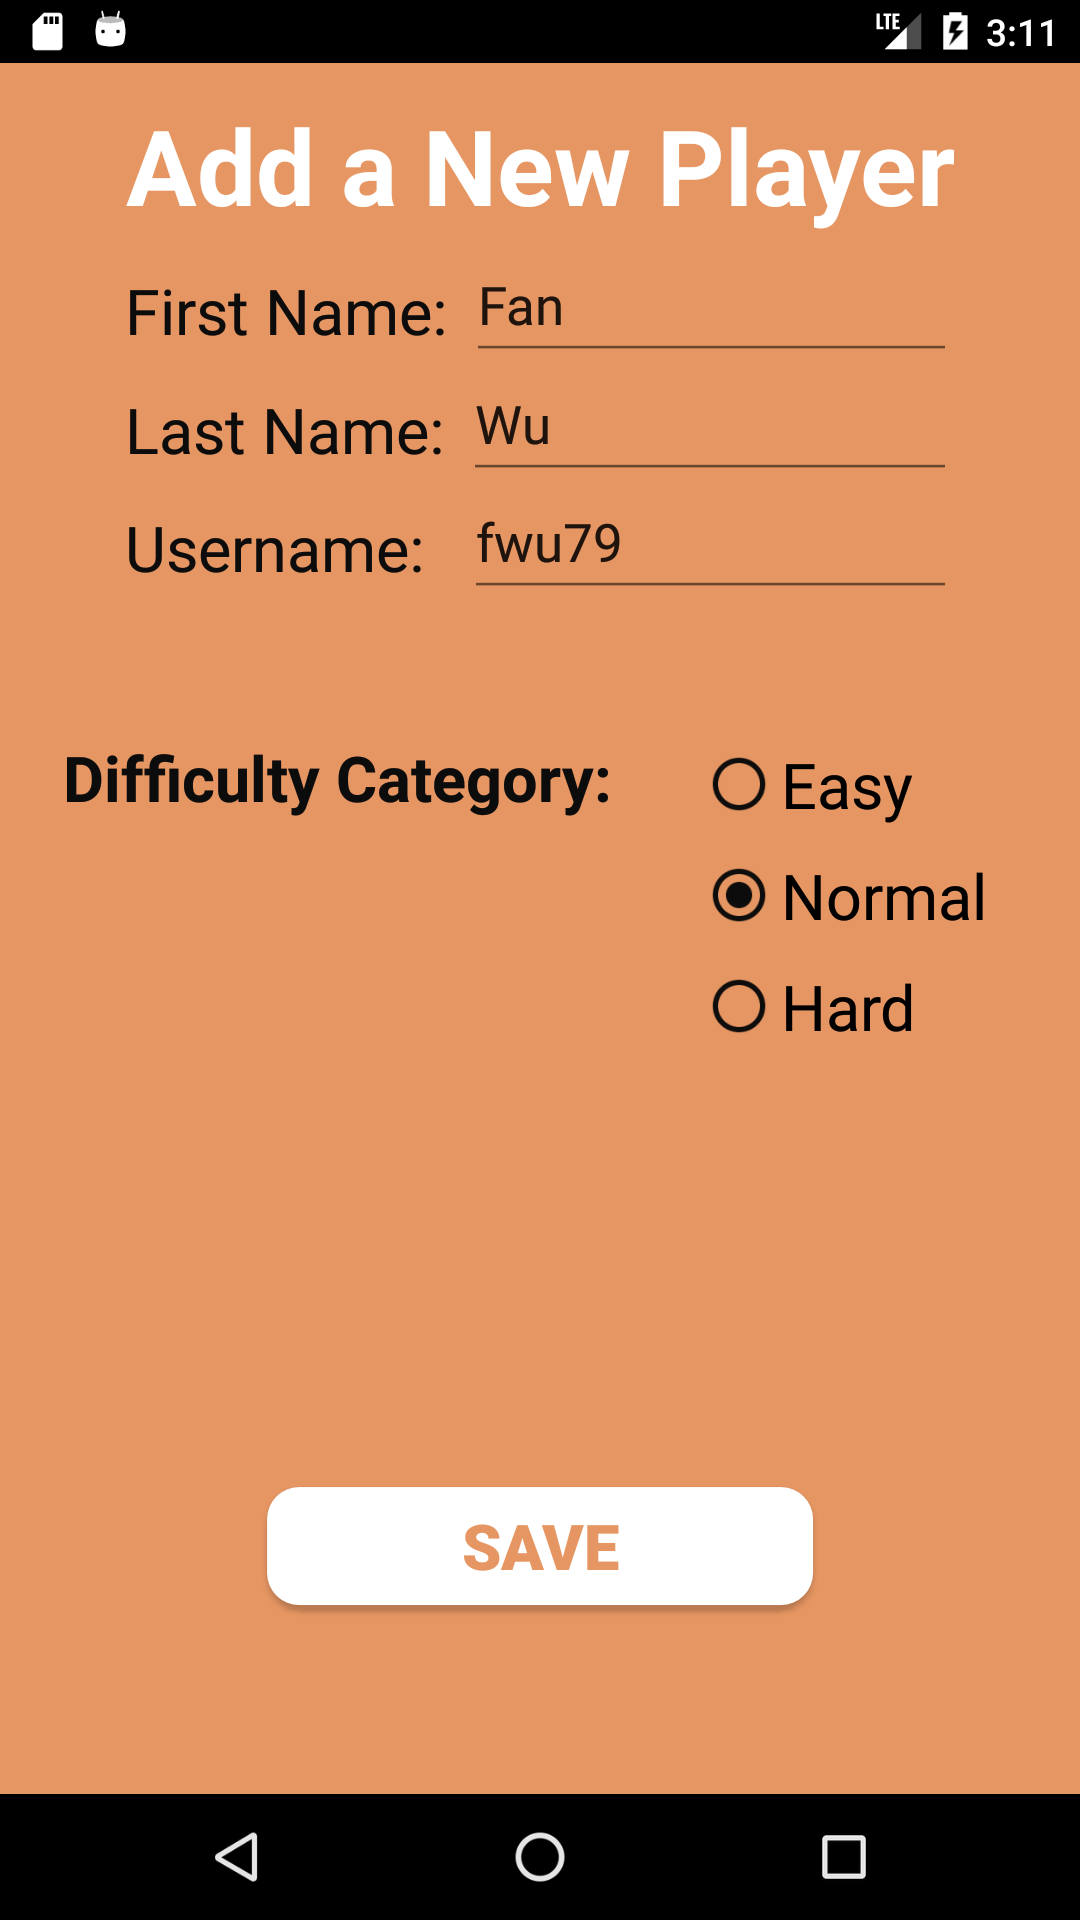 LTE 3:11
Add a New Player
First Name: Fan
Last Name: Wu
Username: fwu79
Difficulty Category: Easy
Normal
Hard
SAVE